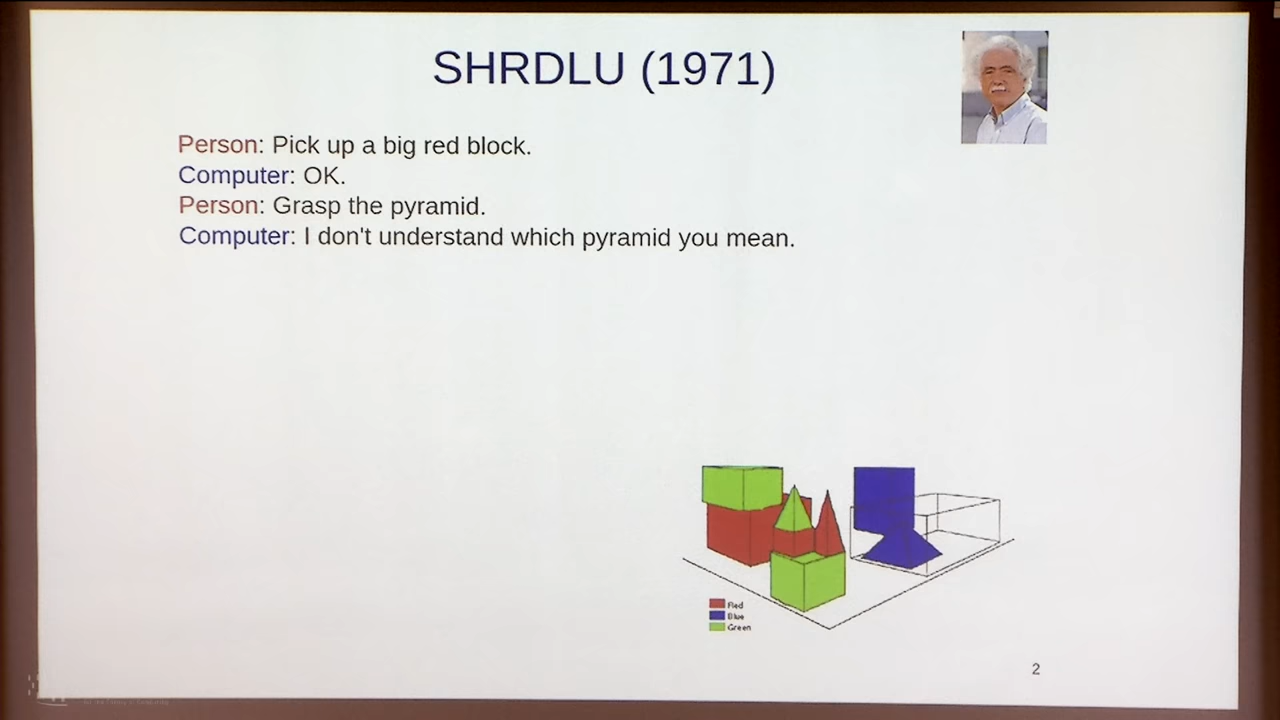 SHRDLU (1971)
Person: Pick up a big red block.
Computer: OK.
Person: Grasp the pyramid.
Computer: I don't understand which pyramid you mean.
Red
Blue
Green
2